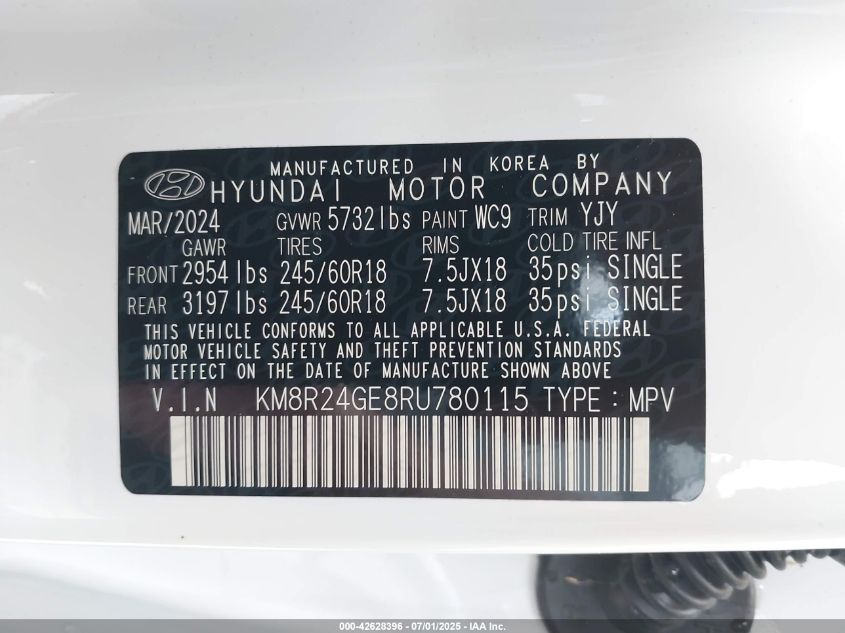 MANUFACTURED IN KOREA BY
HYUNDAI MOTOR COMPANY
MAR/2024 GVWR 5732lbs PAINT WC9 TRIM YJY
GAWR TIRES RIMS COLD TIRE INFL
FRONT 2954lbs 245/60R18 7.5JX18 35psi SINGLE
REAR 3197lbs 245/60R18 7.5JX18 35psi SINGLE
THIS VEHICLE CONFORMS TO ALL APPLICABLE U.S.A. FEDERAL
MOTOR VEHICLE SAFETY AND THEFT PREVENTION STANDARDS
IN EFFECT ON THE DATE OF MANUFACTURE SHOWN ABOVE
V.I.N KM8R24GE8RU780115 TYPE : MPV
000-42628396 - 07/01/2025 - IAA Inc.